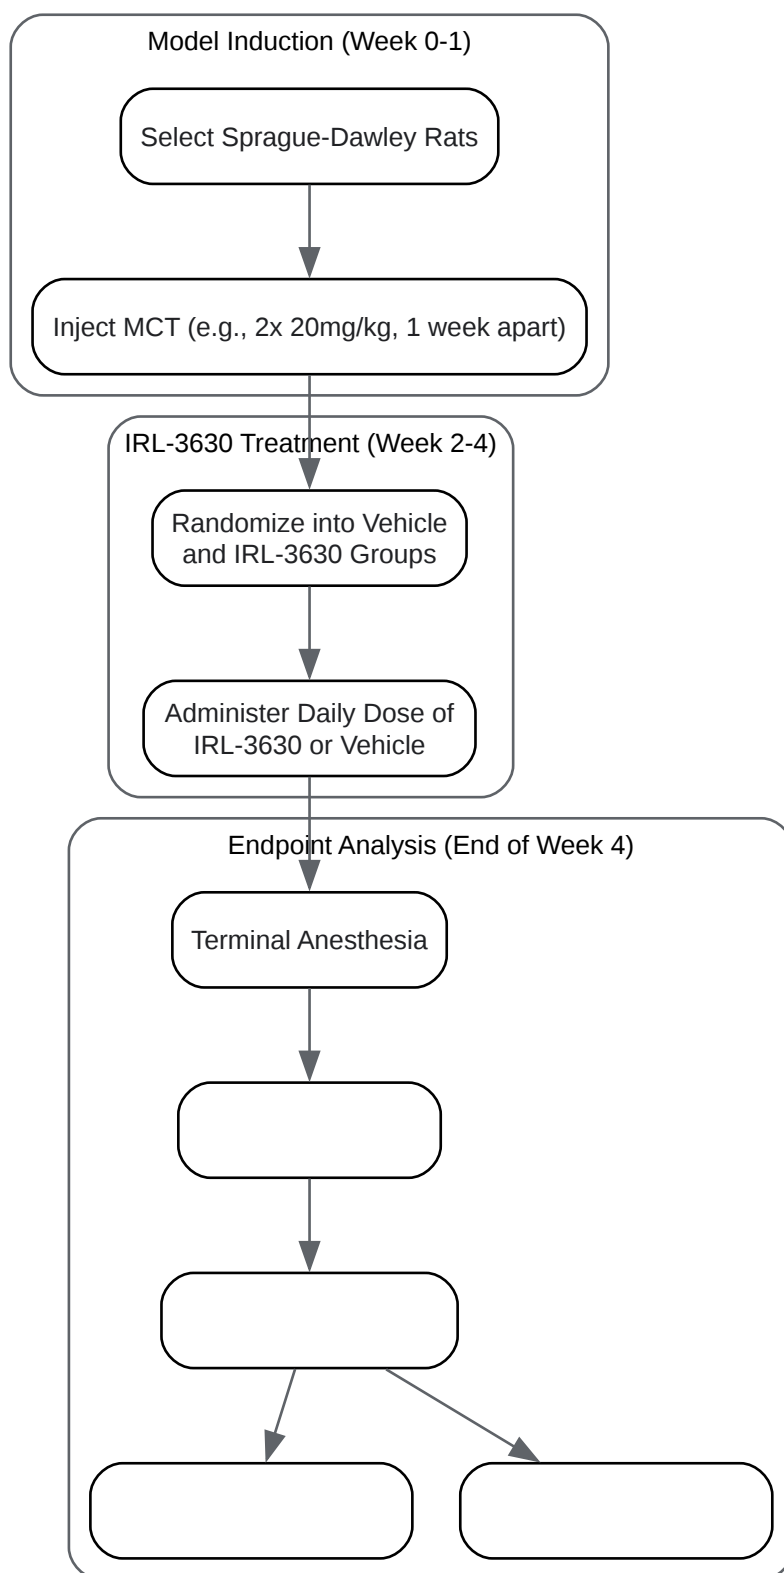 Model Induction (Week 0-1)
Select Sprague-Dawley Rats
Inject MCT (e.g., 2x 20mg/kg, 1 week apart)
IRL-3630 Treatment (Week 2-4)
Randomize into Vehicle
and IRL-3630 Groups
Administer Daily Dose of
IRL-3630 or Vehicle
Endpoint Analysis (End of Week 4)
Terminal Anesthesia